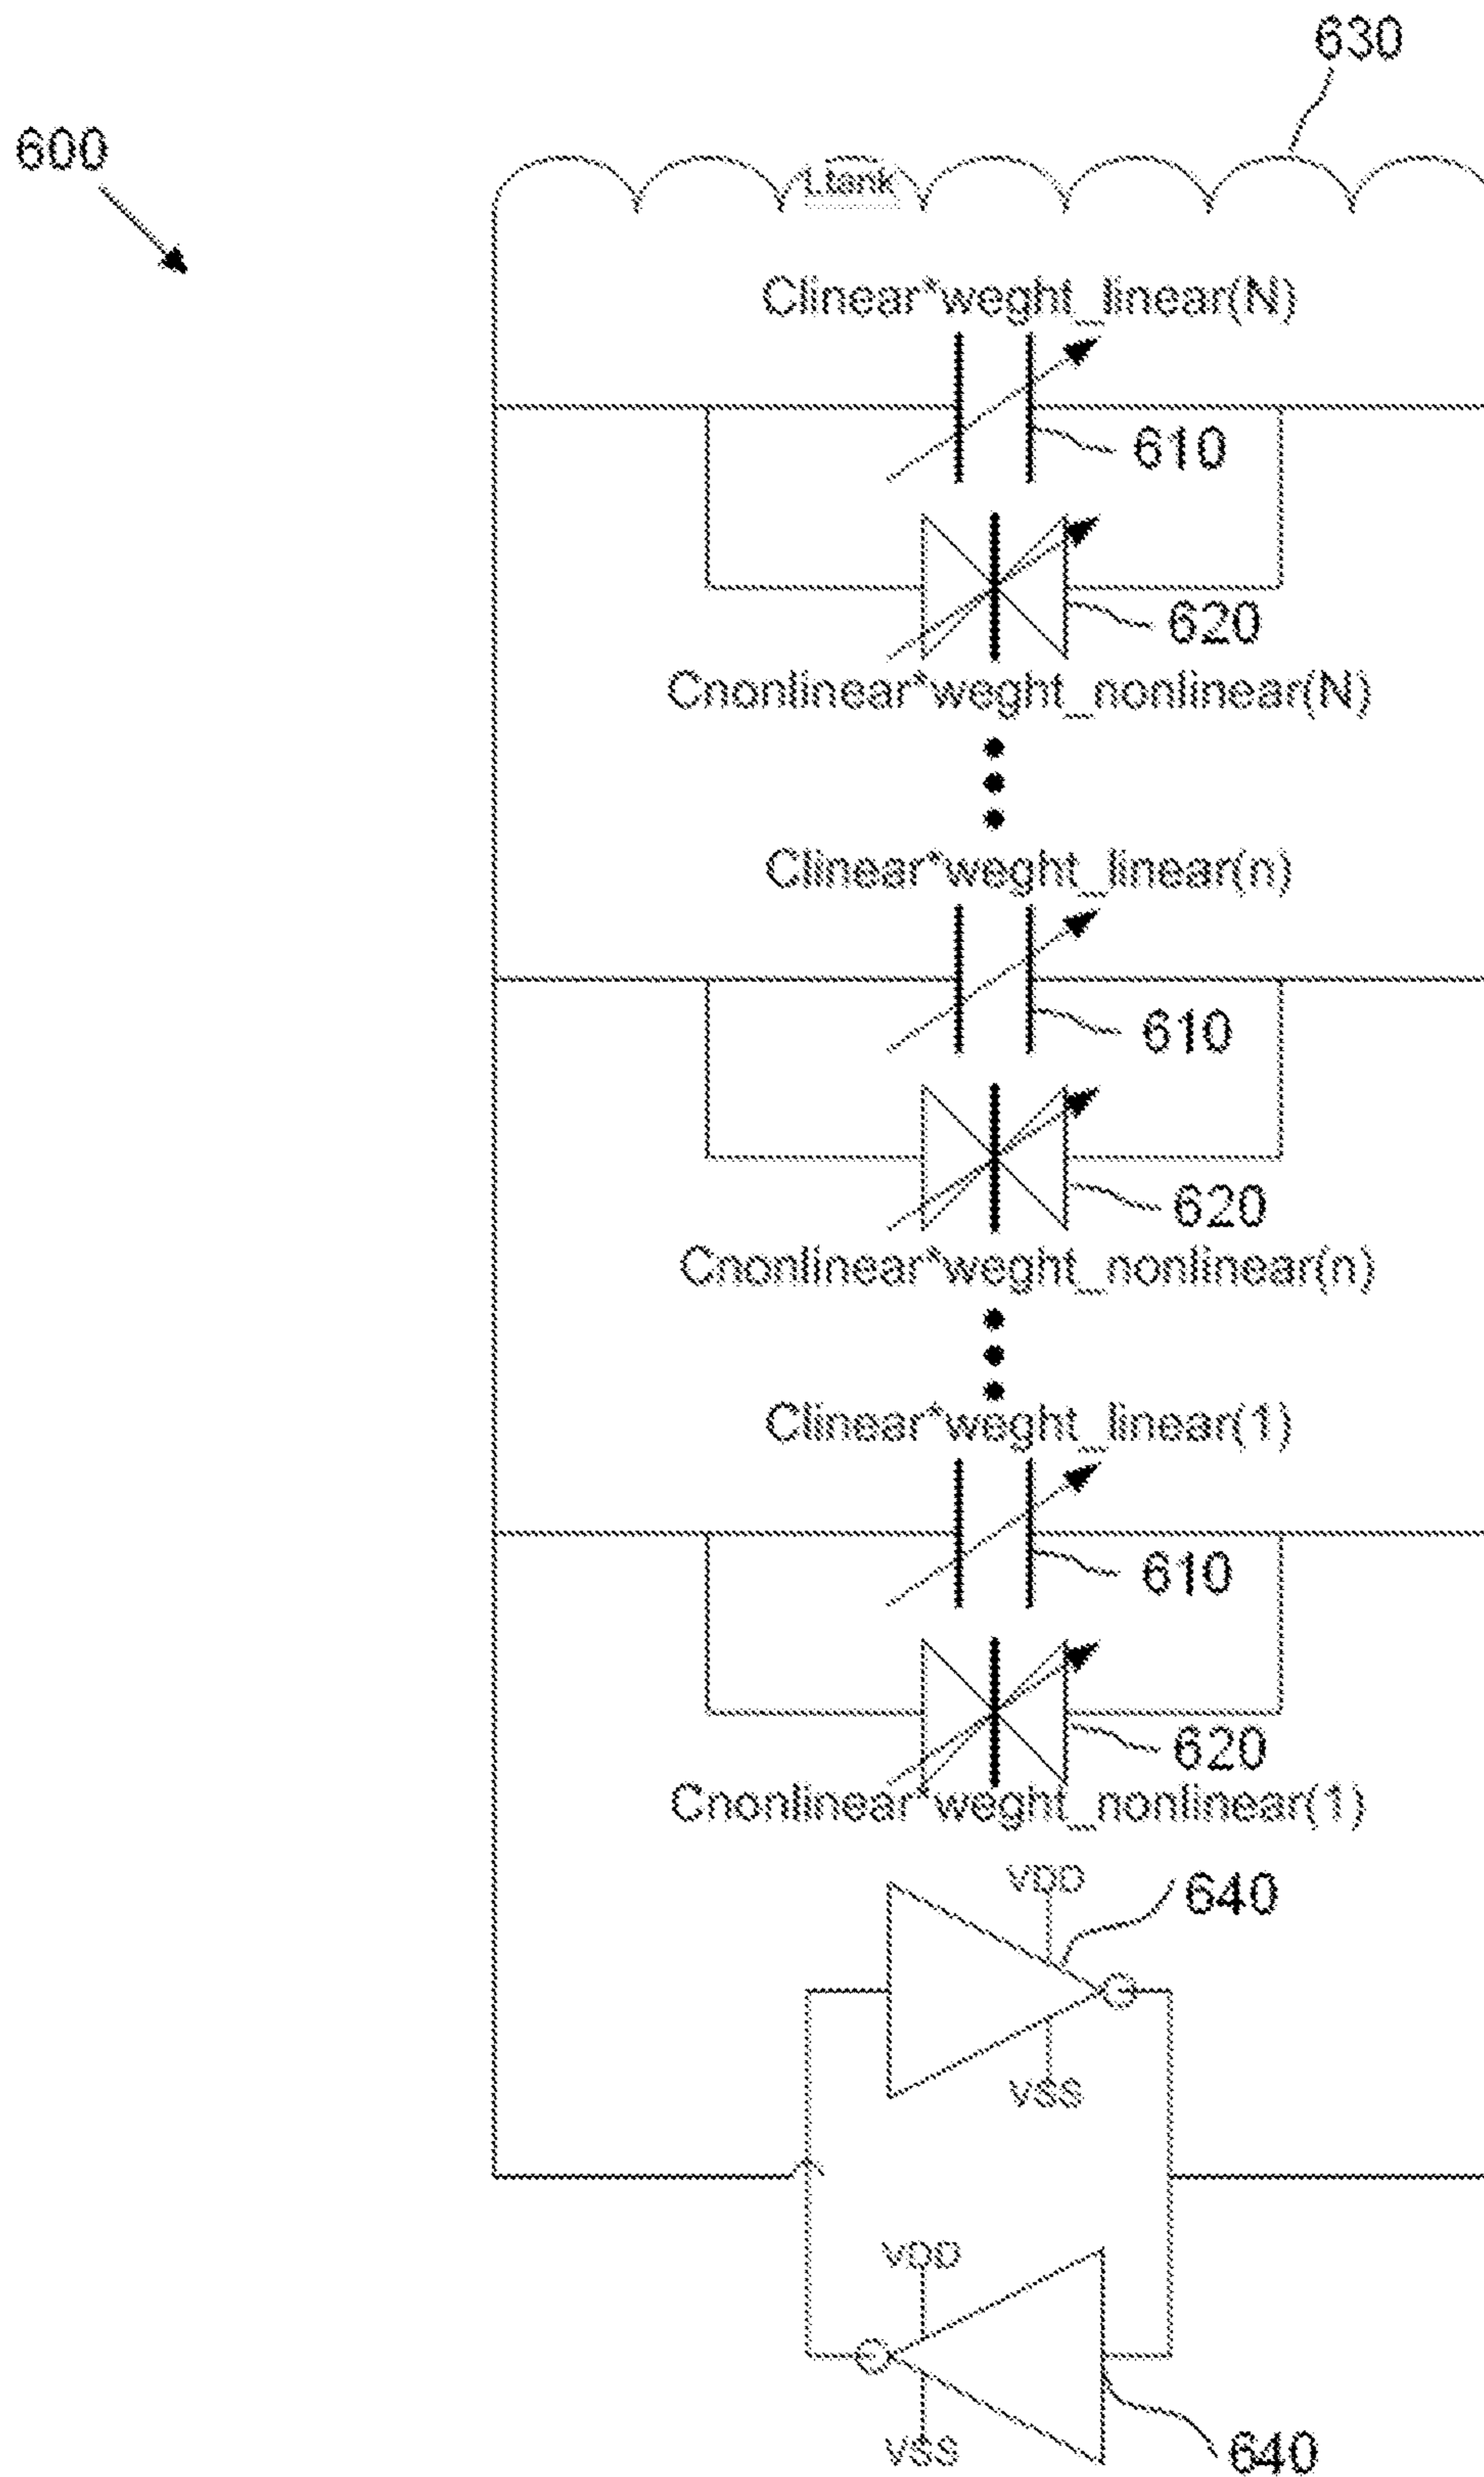 630
600
Ltank
Clinear*weght_linear(N)
610
620
Cnonlinear*weght_nonlinear(N)
Clinear*weght_linear(n)
610
620
Cnonlinear*weght_nonlinear(n)
Clinear*weght_linear(1)
610
620
Cnonlinear*weght_nonlinear(1)
VDD
640
VSS
VDD
VSS
640